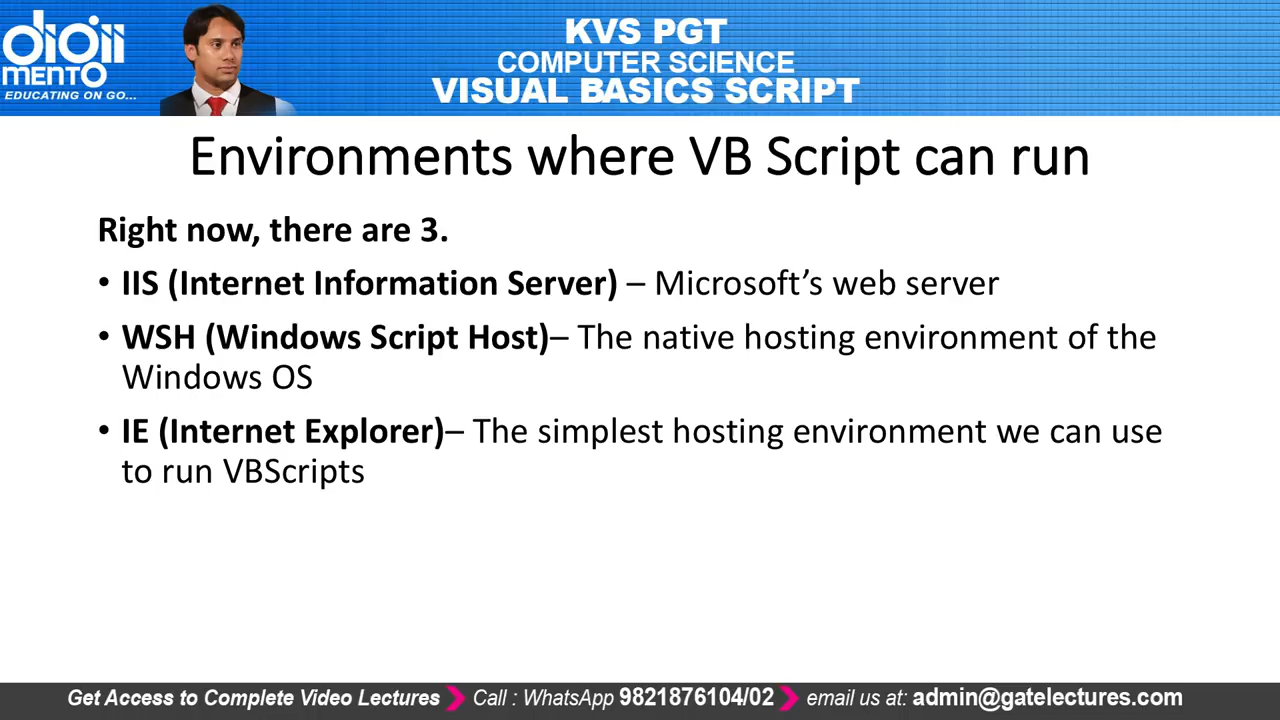 digii
mento
EDUCATING ON GO...
KVS PGT
COMPUTER SCIENCE
VISUAL BASICS SCRIPT
Environments where VB Script can run
Right now, there are 3.
• IIS (Internet Information Server) – Microsoft’s web server
• WSH (Windows Script Host)– The native hosting environment of the
Windows OS
• IE (Internet Explorer)– The simplest hosting environment we can use
to run VBScripts
Get Access to Complete Video Lectures Call : WhatsApp 9821876104/02 email us at: admin@gatelectures.com